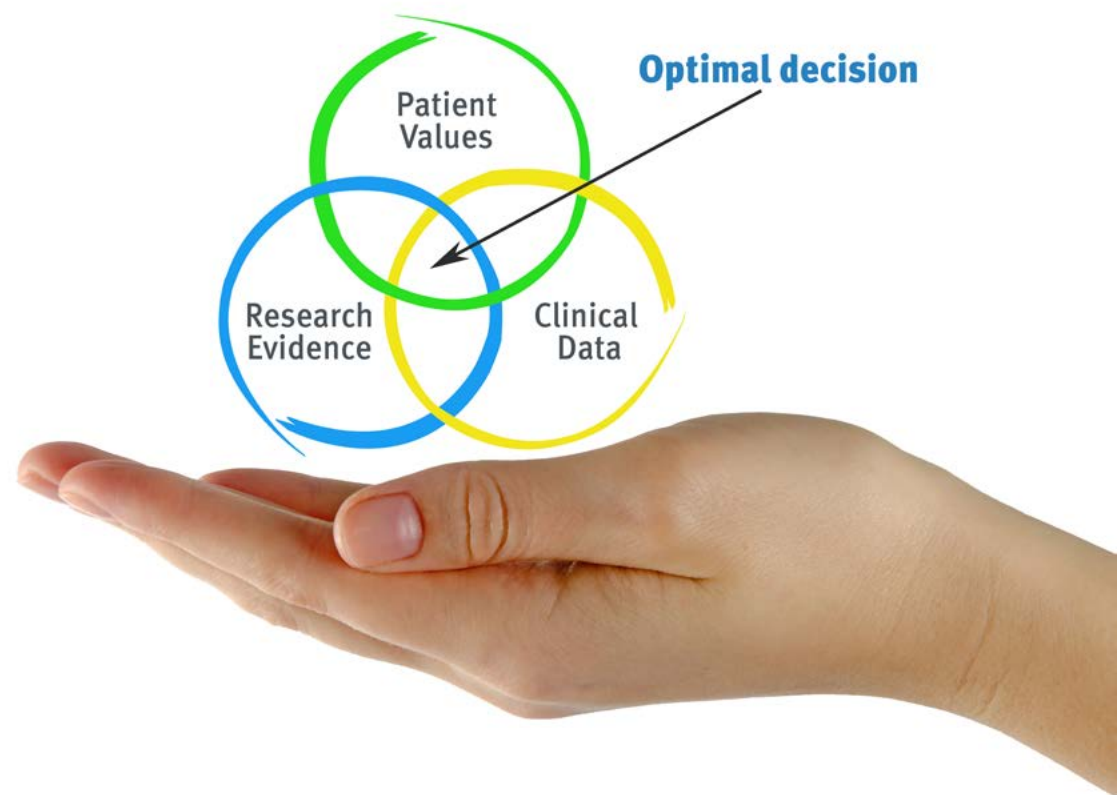 Optimal decision
Patient
Values
Research
Evidence
Clinical
Data